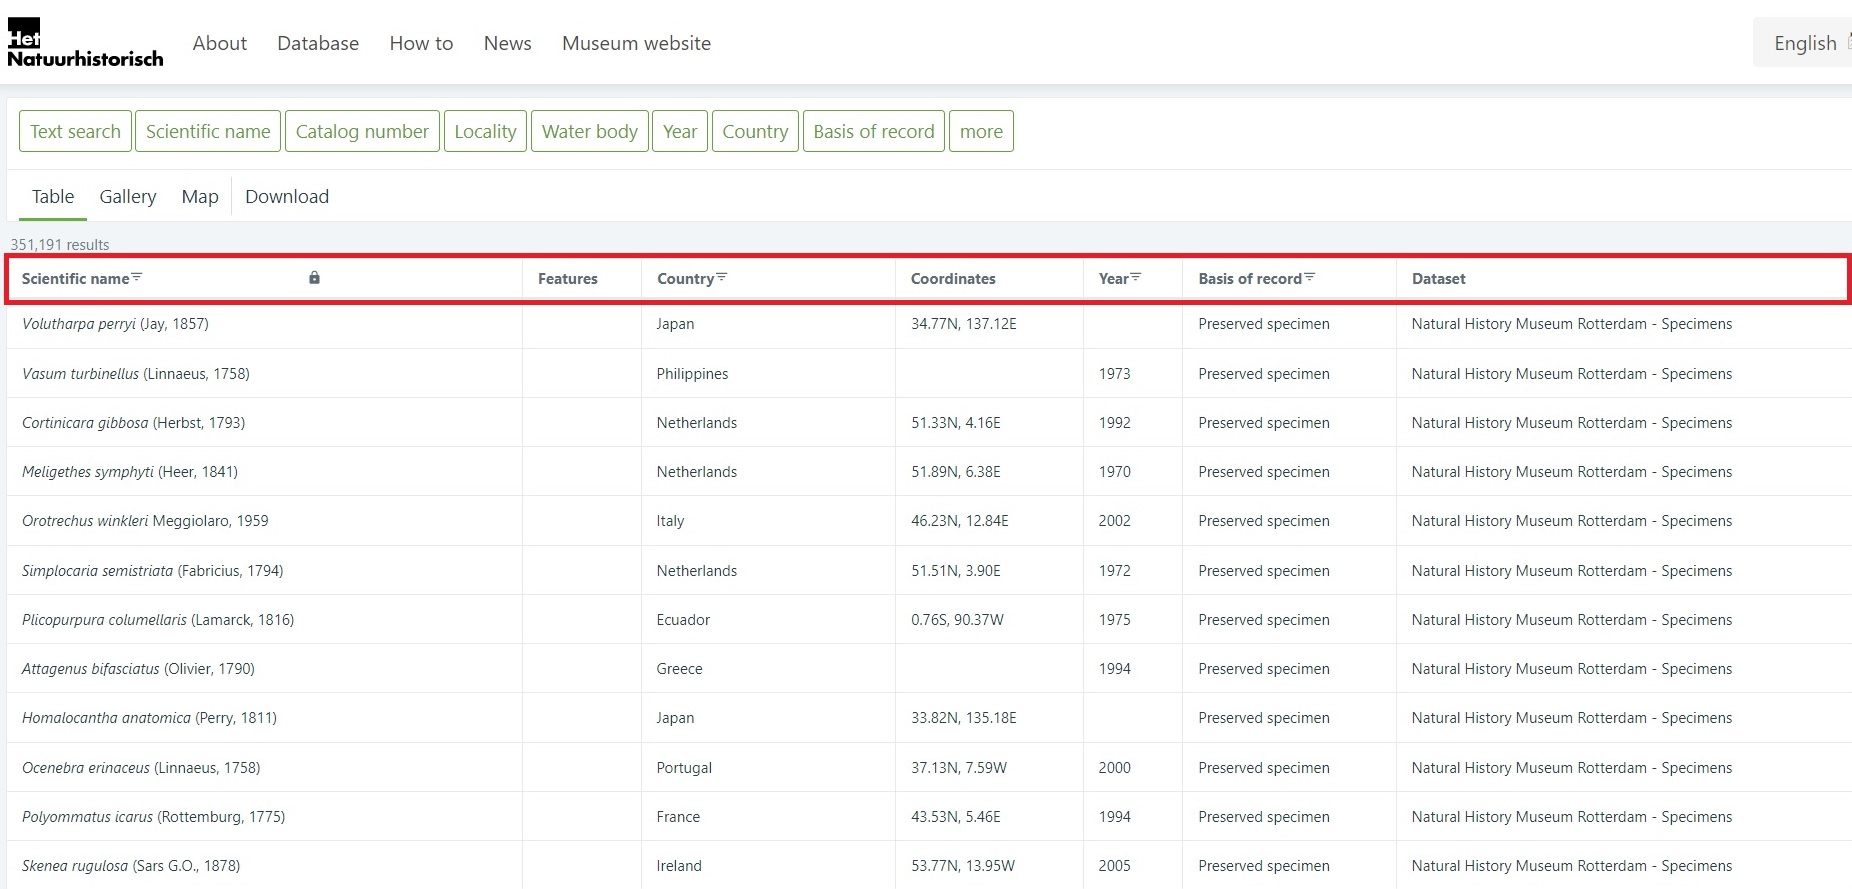 Het
Natuurhistorisch
About Database How to News Museum website English
Text search Scientific name Catalog number Locality Water body Year Country Basis of record more
Table Gallery Map Download
351,191 results
Scientific name Features Country Coordinates Year Basis of record Dataset
Volutharpa perryi (Jay, 1857) Japan 34.77N, 137.12E Preserved specimen Natural History Museum Rotterdam - Specimens
Vasum turbinellus (Linnaeus, 1758) Philippines 1973 Preserved specimen Natural History Museum Rotterdam - Specimens
Cortinicara gibbosa (Herbst, 1793) Netherlands 51.33N, 4.16E 1992 Preserved specimen Natural History Museum Rotterdam - Specimens
Meligethes symphyti (Heer, 1841) Netherlands 51.89N, 6.38E 1970 Preserved specimen Natural History Museum Rotterdam - Specimens
Orotrechus winkleri Meggiolaro, 1959 Italy 46.23N, 12.84E 2002 Preserved specimen Natural History Museum Rotterdam - Specimens
Simplocaria semistriata (Fabricius, 1794) Netherlands 51.51N, 3.90E 1972 Preserved specimen Natural History Museum Rotterdam - Specimens
Plicopurpura columellaris (Lamarck, 1816) Ecuador 0.76S, 90.37W 1975 Preserved specimen Natural History Museum Rotterdam - Specimens
Attagenus bifasciatus (Olivier, 1790) Greece 1994 Preserved specimen Natural History Museum Rotterdam - Specimens
Homalocantha anatomica (Perry, 1811) Japan 33.82N, 135.18E Preserved specimen Natural History Museum Rotterdam - Specimens
Ocenebra erinaceus (Linnaeus, 1758) Portugal 37.13N, 7.59W 2000 Preserved specimen Natural History Museum Rotterdam - Specimens
Polyommatus icarus (Rottemburg, 1775) France 43.53N, 5.46E 1994 Preserved specimen Natural History Museum Rotterdam - Specimens
Skenea rugulosa (Sars G.O., 1878) Ireland 53.77N, 13.95W 2005 Preserved specimen Natural History Museum Rotterdam - Specimens